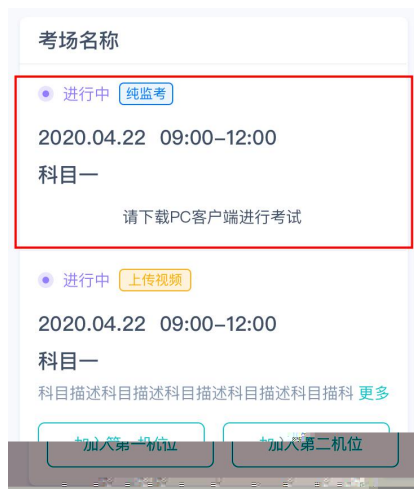 考场名称
进行中 纯监考
2020.04.22 09:00-12:00
科目一
请下载PC客户端进行考试
进行中 上传视频
2020.04.22 09:00-12:00
科目一
科目描述科目描述科目描述科目描述科目描科 更多
加入第一机位 加入第二机位